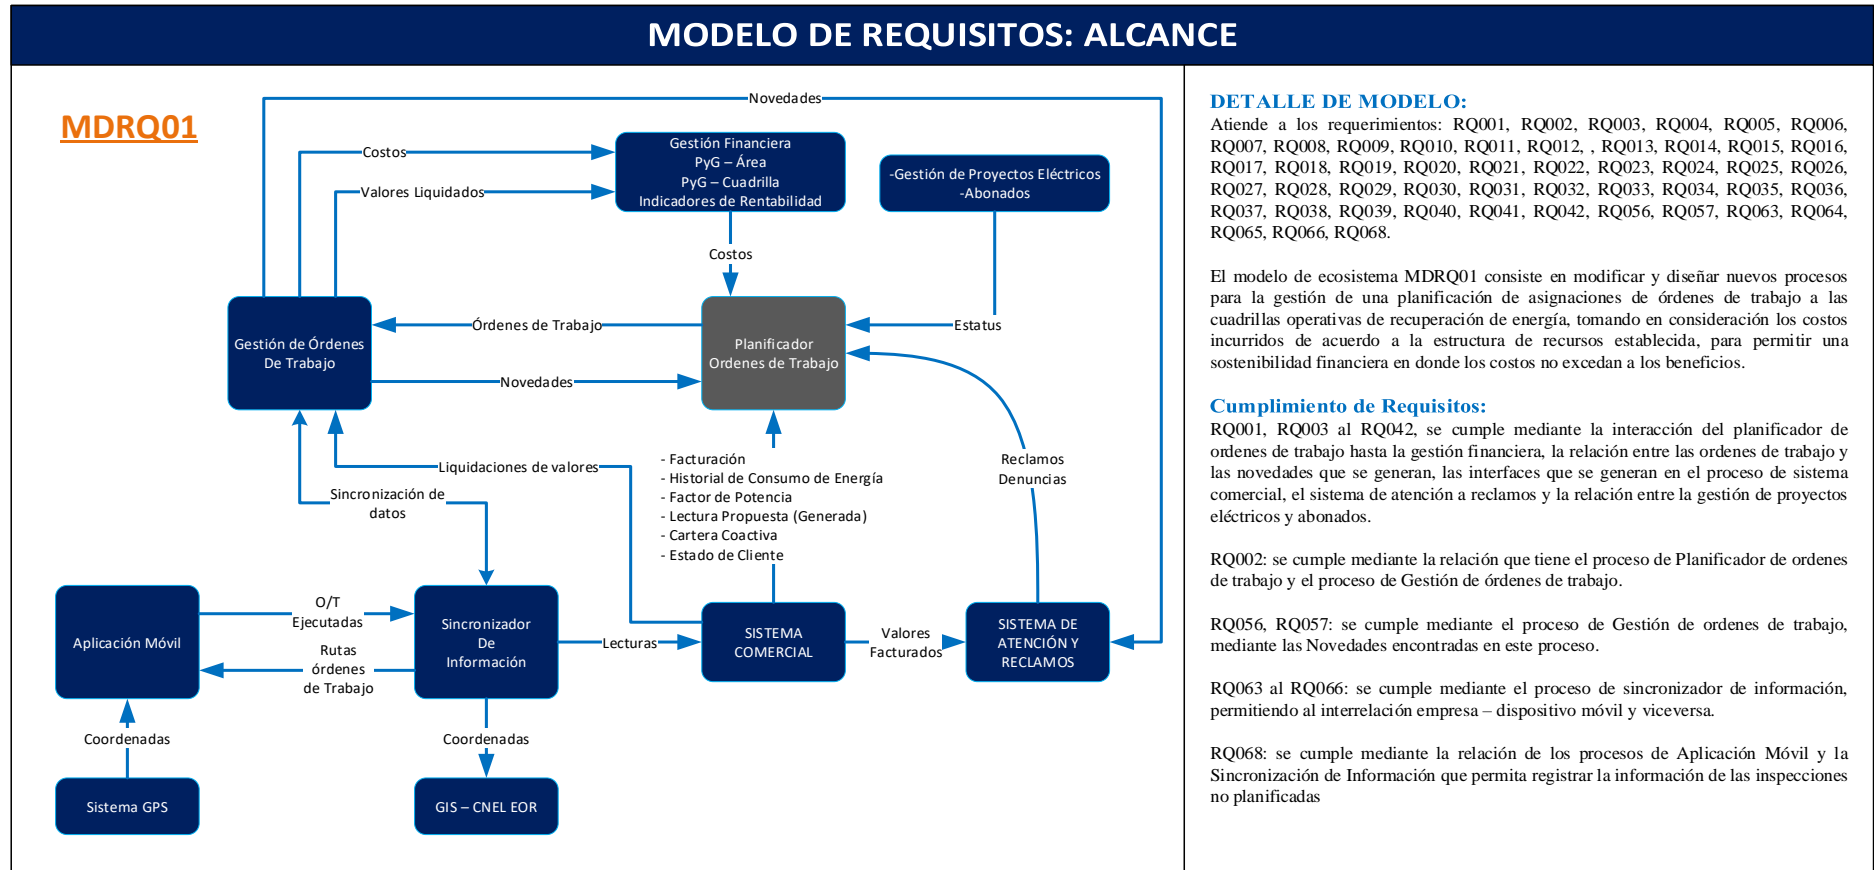 MODELO DE REQUISITOS: ALCANCE
MDRQ01
Novedades
Costos
Valores Liquidados
Gestión Financiera
PyG – Área
PyG – Cuadrilla
Indicadores de Rentabilidad
-Gestión de Proyectos Eléctricos
-Abonados
Costos
Gestión de Órdenes
De Trabajo
Órdenes de Trabajo
Novedades
Planificador
Ordenes de Trabajo
Estatus
Liquidaciones de valores
Sincronización de
datos
- Facturación
- Historial de Consumo de Energía
- Factor de Potencia
- Lectura Propuesta (Generada)
- Cartera Coactiva
- Estado de Cliente
Reclamos
Denuncias
Aplicación Móvil
O/T
Ejecutadas
Rutas
órdenes
de Trabajo
Sincronizador
De
Información
Lecturas
SISTEMA
COMERCIAL
Valores
Facturados
SISTEMA DE
ATENCIÓN Y
RECLAMOS
Coordenadas
Coordenadas
Sistema GPS
GIS – CNEL EOR
DETALLE DE MODELO:
Atiende a los requerimientos: RQ001, RQ002, RQ003, RQ004, RQ005, RQ006,
RQ007, RQ008, RQ009, RQ010, RQ011, RQ012, , RQ013, RQ014, RQ015, RQ016,
RQ017, RQ018, RQ019, RQ020, RQ021, RQ022, RQ023, RQ024, RQ025, RQ026,
RQ027, RQ028, RQ029, RQ030, RQ031, RQ032, RQ033, RQ034, RQ035, RQ036,
RQ037, RQ038, RQ039, RQ040, RQ041, RQ042, RQ056, RQ057, RQ063, RQ064,
RQ065, RQ066, RQ068.
El modelo de ecosistema MDRQ01 consiste en modificar y diseñar nuevos procesos
para la gestión de una planificación de asignaciones de órdenes de trabajo a las
cuadrillas operativas de recuperación de energía, tomando en consideración los costos
incurridos de acuerdo a la estructura de recursos establecida, para permitir una
sostenibilidad financiera en donde los costos no excedan a los beneficios.
Cumplimiento de Requisitos:
RQ001, RQ003 al RQ042, se cumple mediante la interacción del planificador de
ordenes de trabajo hasta la gestión financiera, la relación entre las ordenes de trabajo y
las novedades que se generan, las interfaces que se generan en el proceso de sistema
comercial, el sistema de atención a reclamos y la relación entre la gestión de proyectos
eléctricos y abonados.
RQ002: se cumple mediante la relación que tiene el proceso de Planificador de ordenes
de trabajo y el proceso de Gestión de órdenes de trabajo.
RQ056, RQ057: se cumple mediante el proceso de Gestión de ordenes de trabajo,
mediante las Novedades encontradas en este proceso.
RQ063 al RQ066: se cumple mediante el proceso de sincronizador de información,
permitiendo al interrelación empresa – dispositivo móvil y viceversa.
RQ068: se cumple mediante la relación de los procesos de Aplicación Móvil y la
Sincronización de Información que permita registrar la información de las inspecciones
no planificadas